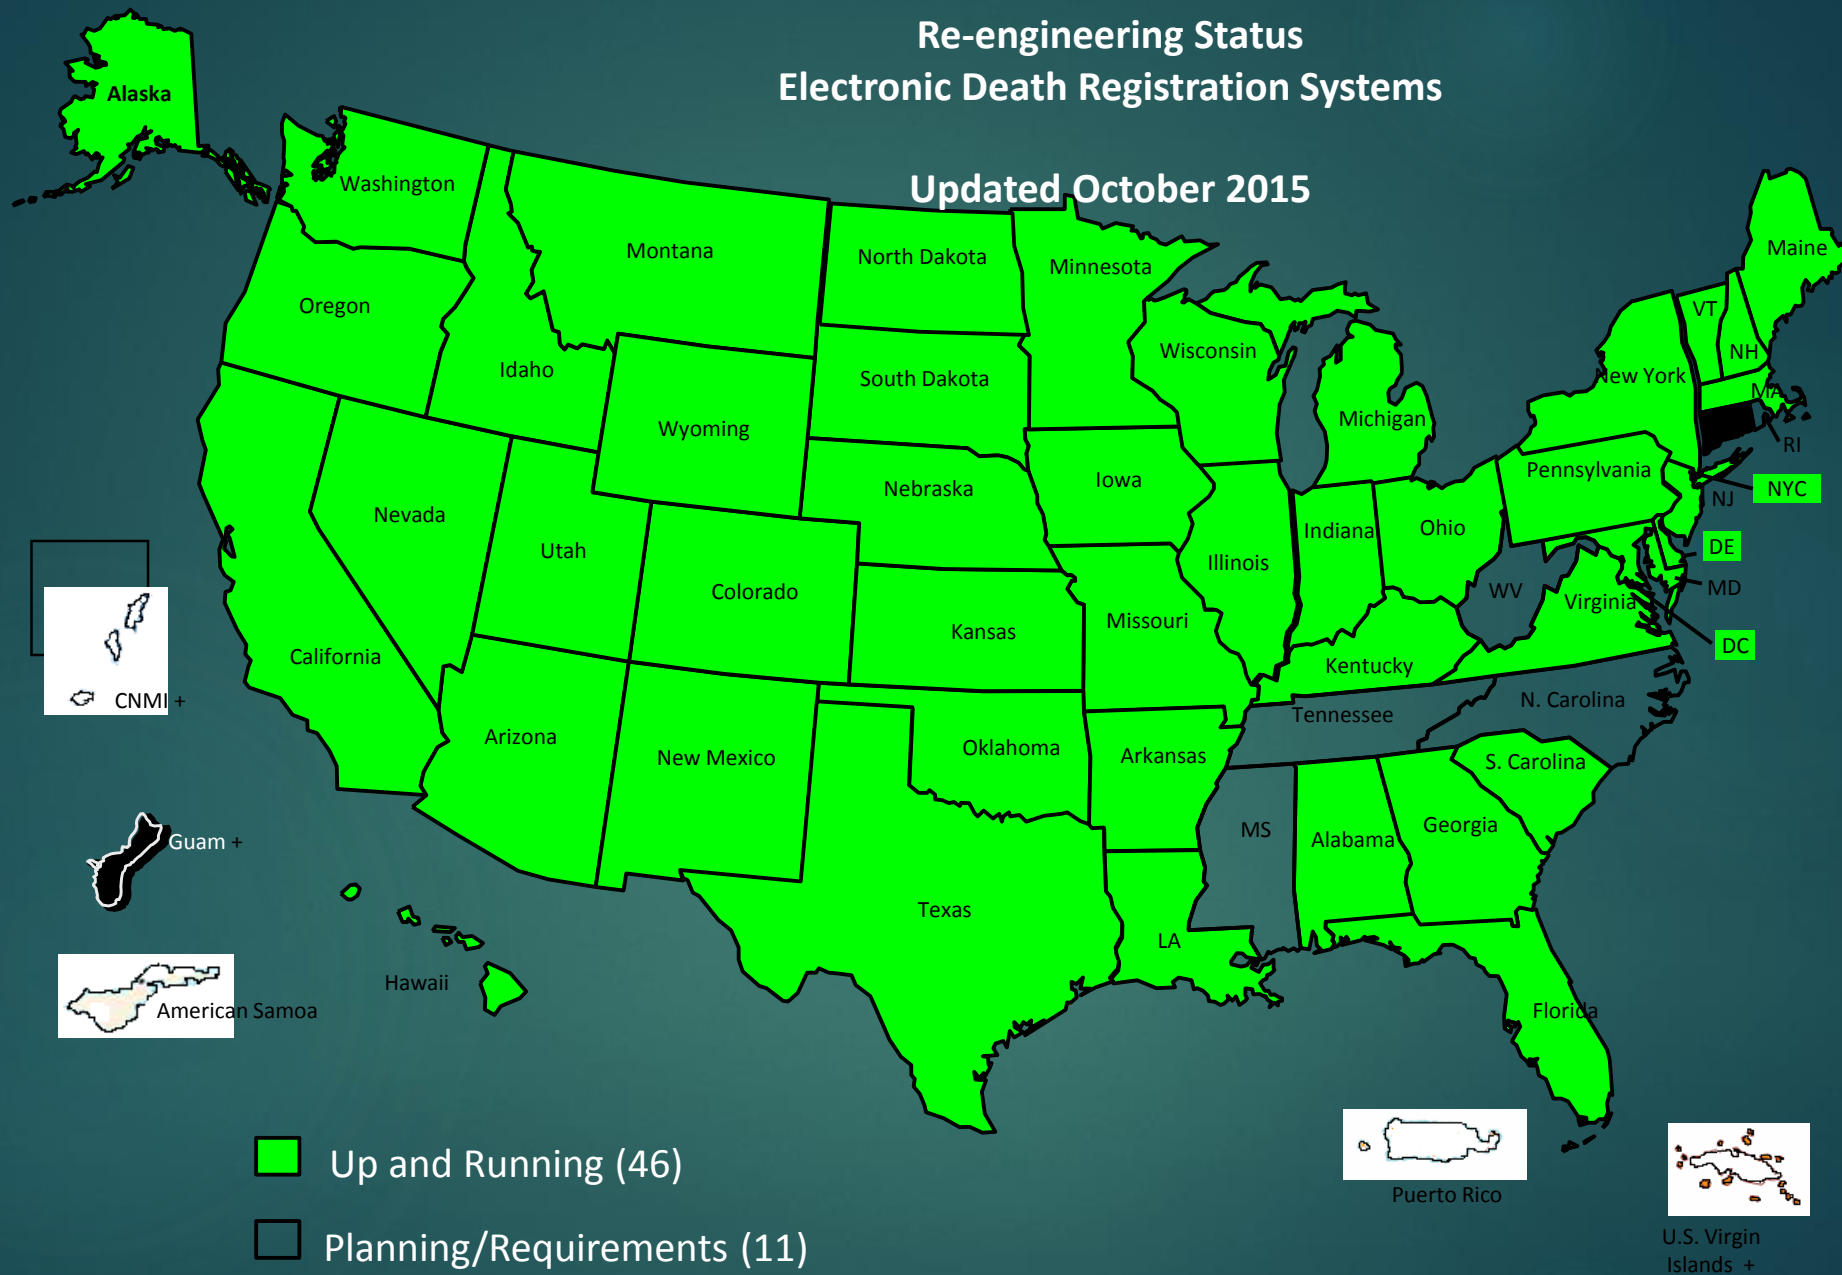 Re-engineering Status
Electronic Death Registration Systems
Updated October 2015
Alaska
Washington
Montana
North Dakota
Minnesota
Maine
Oregon
VT
Idaho
South Dakota
Wisconsin
NH
New York
MA
Wyoming
Michigan
RI
Nebraska
Iowa
Pennsylvania
NYC
NJ
Nevada
Utah
Indiana
Ohio
DE
Colorado
Illinois
WV
MD
Virginia
Kansas
Missouri
DC
California
Kentucky
CNMI +
Tennessee
N. Carolina
Arizona
New Mexico
Oklahoma
Arkansas
S. Carolina
Guam +
MS
Alabama
Georgia
Texas
LA
Hawaii
American Samoa
Florida
Up and Running (46)
Puerto Rico
Planning/Requirements (11)
U.S. Virgin
Islands +